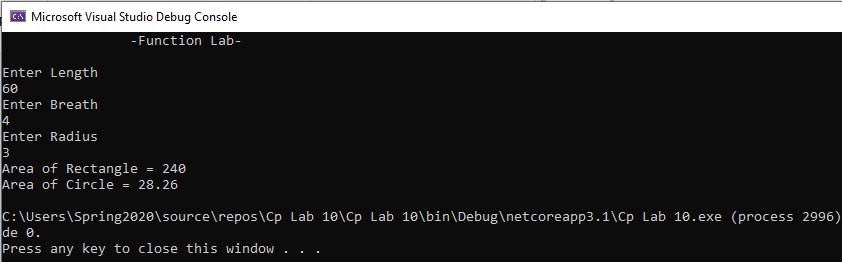 Microsoft Visual Studio Debug Console
-Function Lab-
Enter Length
60
Enter Breath
4
Enter Radius
3
Area of Rectangle = 240
Area of Circle = 28.26
C:\Users\Spring2020\source\repos\Cp Lab 10\Cp Lab 10\bin\Debug\netcoreapp3.1\Cp Lab 10.exe (process 2996)
de 0.
Press any key to close this window . . .